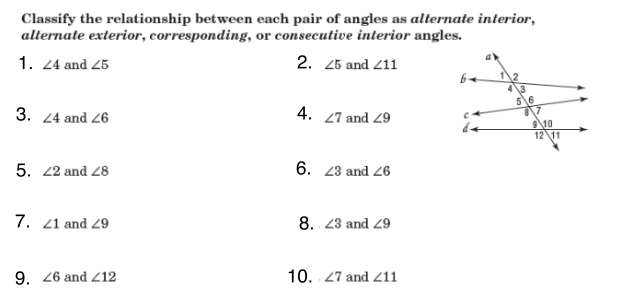 Classify the relationship between each pair of angles as alternate interior,
alternate exterior, corresponding, or consecutive interior angles.
1. ∠4 and ∠5
2. ∠5 and ∠11
3. ∠4 and ∠6
4. ∠7 and ∠9
5. ∠2 and ∠8
6. ∠3 and ∠6
7. ∠1 and ∠9
8. ∠3 and ∠9
9. ∠6 and ∠12
10. ∠7 and ∠11
a
b
1 2
4 3
5 6
c
8 7
d
9 10
12 11